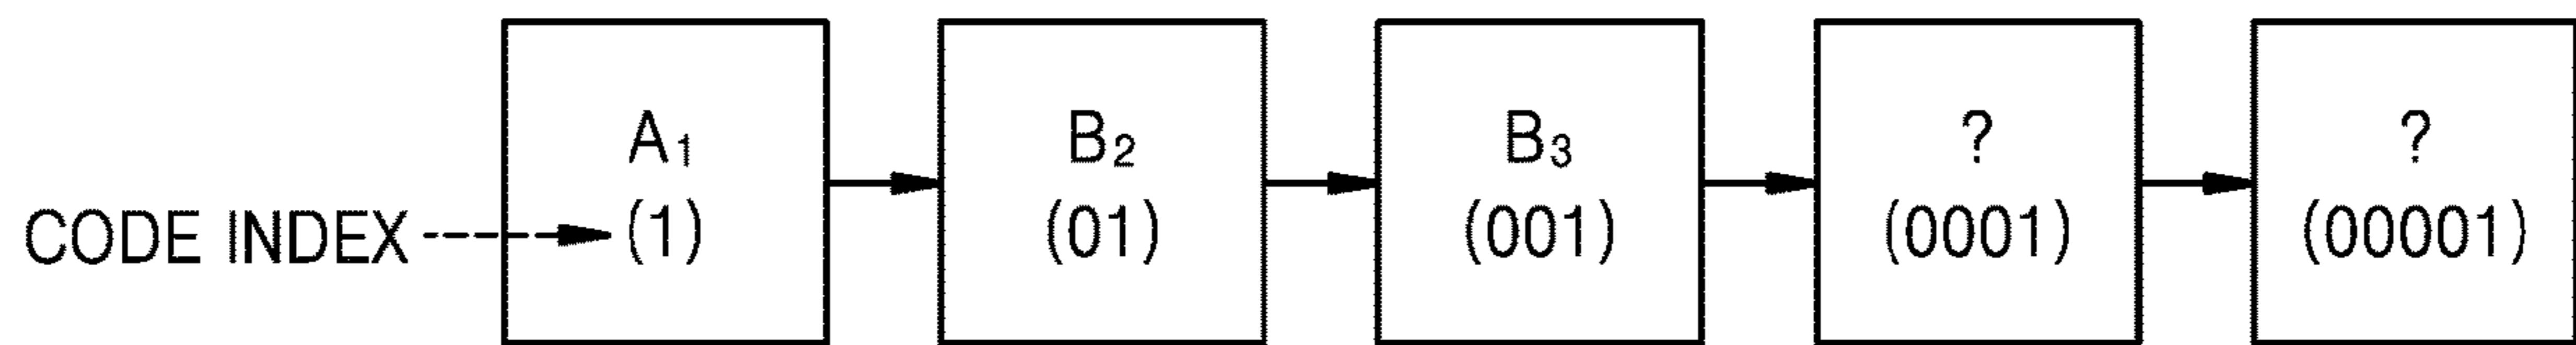 A1 B2 B3 ? ?
CODE INDEX (1) (01) (001) (0001) (00001)